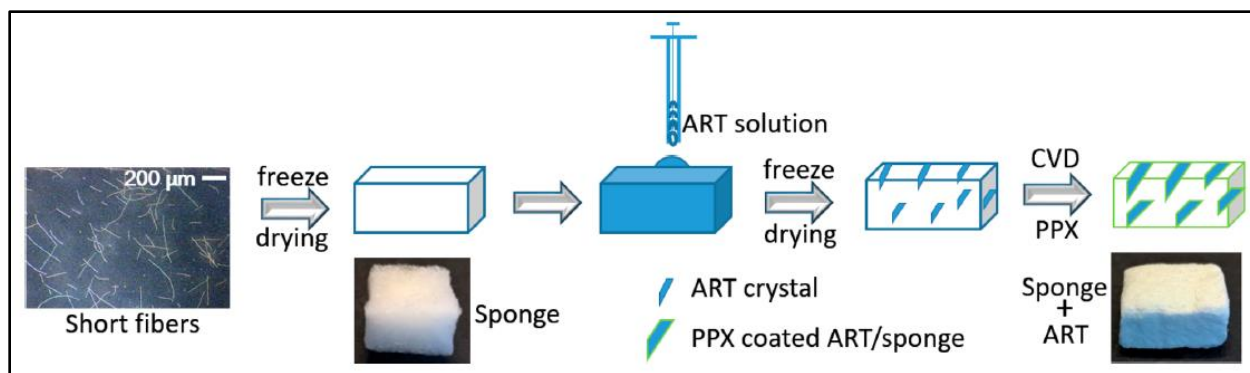 ART solution
200 µm
freeze
drying
freeze
drying
CVD
PPX
Short fibers
Sponge
ART crystal
PPX coated ART/sponge
Sponge
+
ART